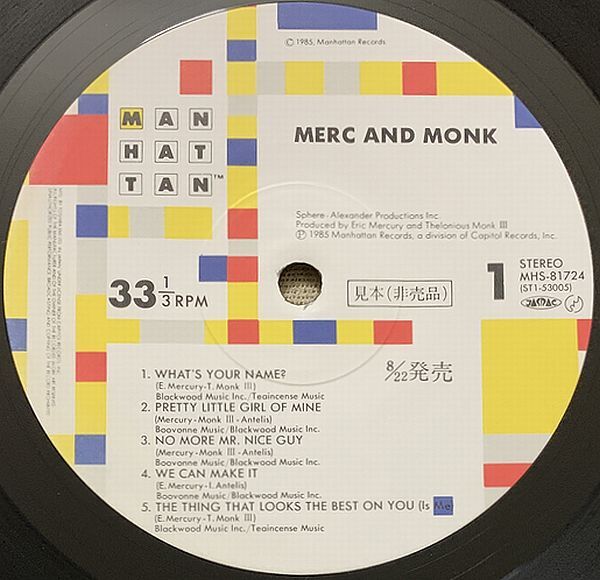 © 1985, Manhattan Records
MAN
HAT
TAN™
MERC AND MONK
Sphere-Alexander Productions Inc.
Produced by Eric Mercury and Thelonious Monk III
℗ 1985 Manhattan Records, a division of Capitol Records, Inc.
33 1/3 RPM
見本(非売品)
1
STEREO
MHS-81724
(ST1-53005)
JASRAC
8/22発売
1. WHAT'S YOUR NAME?
(E. Mercury-T. Monk III)
Blackwood Music Inc./Teaincense Music
2. PRETTY LITTLE GIRL OF MINE
(Mercury-Monk III-Antelis)
Boovonne Music/Blackwood Music Inc.
3. NO MORE MR. NICE GUY
(Mercury-Monk III-Antelis)
Boovonne Music/Blackwood Music Inc.
4. WE CAN MAKE IT
(E. Mercury-I. Antelis)
Boovonne Music/Blackwood Music Inc.
5. THE THING THAT LOOKS THE BEST ON YOU (Is Me)
(E. Mercury-T. Monk III)
Blackwood Music Inc./Teaincense Music